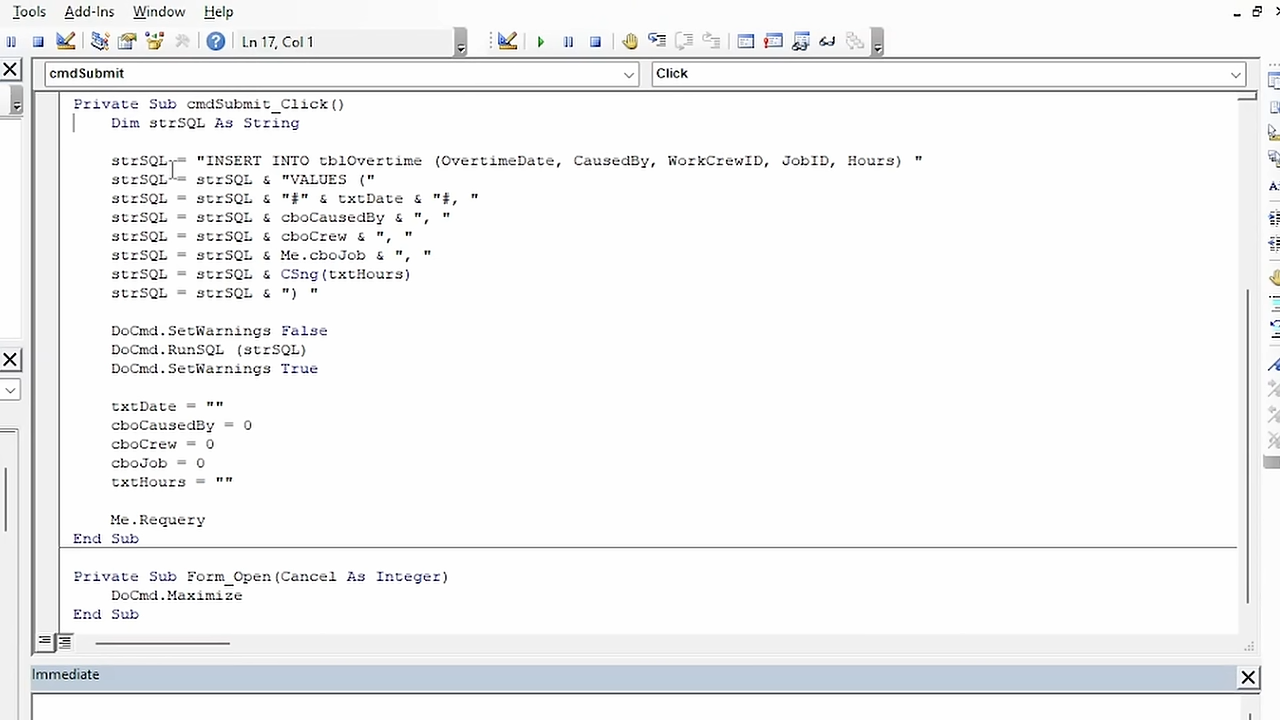 Tools Add-Ins Window Help
Ln 17, Col 1
cmdSubmit Click
Private Sub cmdSubmit_Click()
Dim strSQL As String
strSQL = "INSERT INTO tblOvertime (OvertimeDate, CausedBy, WorkCrewID, JobID, Hours) "
strSQL = strSQL & "VALUES ("
strSQL = strSQL & "#" & txtDate & "#, "
strSQL = strSQL & cboCausedBy & ", "
strSQL = strSQL & cboCrew & ", "
strSQL = strSQL & Me.cboJob & ", "
strSQL = strSQL & CSng(txtHours)
strSQL = strSQL & ") "
DoCmd.SetWarnings False
DoCmd.RunSQL (strSQL)
DoCmd.SetWarnings True
txtDate = ""
cboCausedBy = 0
cboCrew = 0
cboJob = 0
txtHours = ""
Me.Requery
End Sub
Private Sub Form_Open(Cancel As Integer)
DoCmd.Maximize
End Sub
Immediate